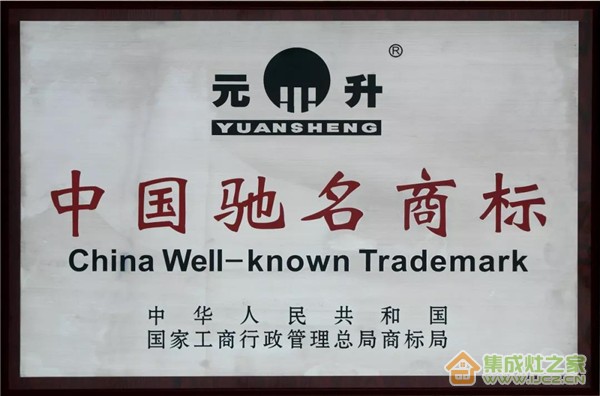 元 升 ®
YUANSHENG
中国驰名商标
China Well-known Trademark
中华人民共和国
国家工商行政管理总局商标局
集成灶之家
WWW.IJCZ.CN